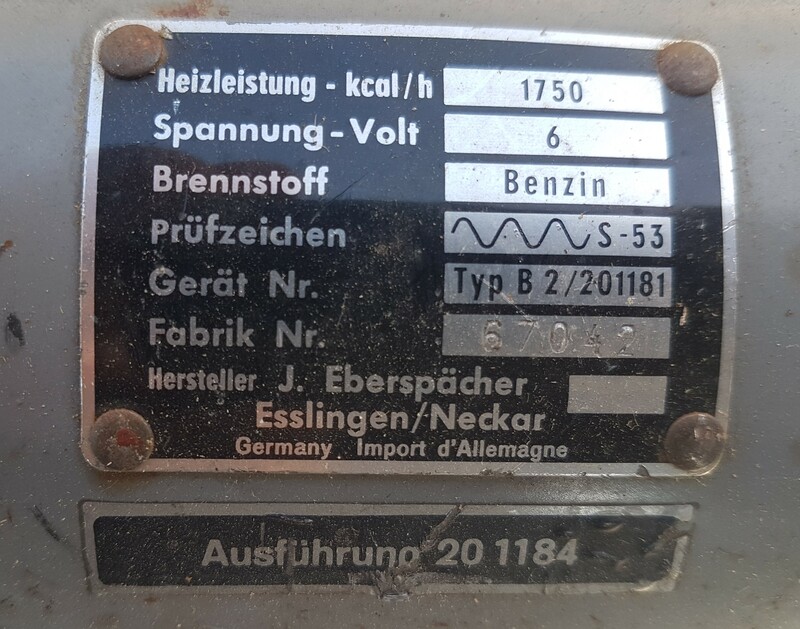 Heizleistung - kcal/h 1750
Spannung - Volt 6
Brennstoff Benzin
Prüfzeichen S-53
Gerät Nr. Typ B 2/201181
Fabrik Nr. 67042
Hersteller J. Eberspächer
Esslingen/Neckar
Germany Import d'Allemagne
Ausführung 20 1184